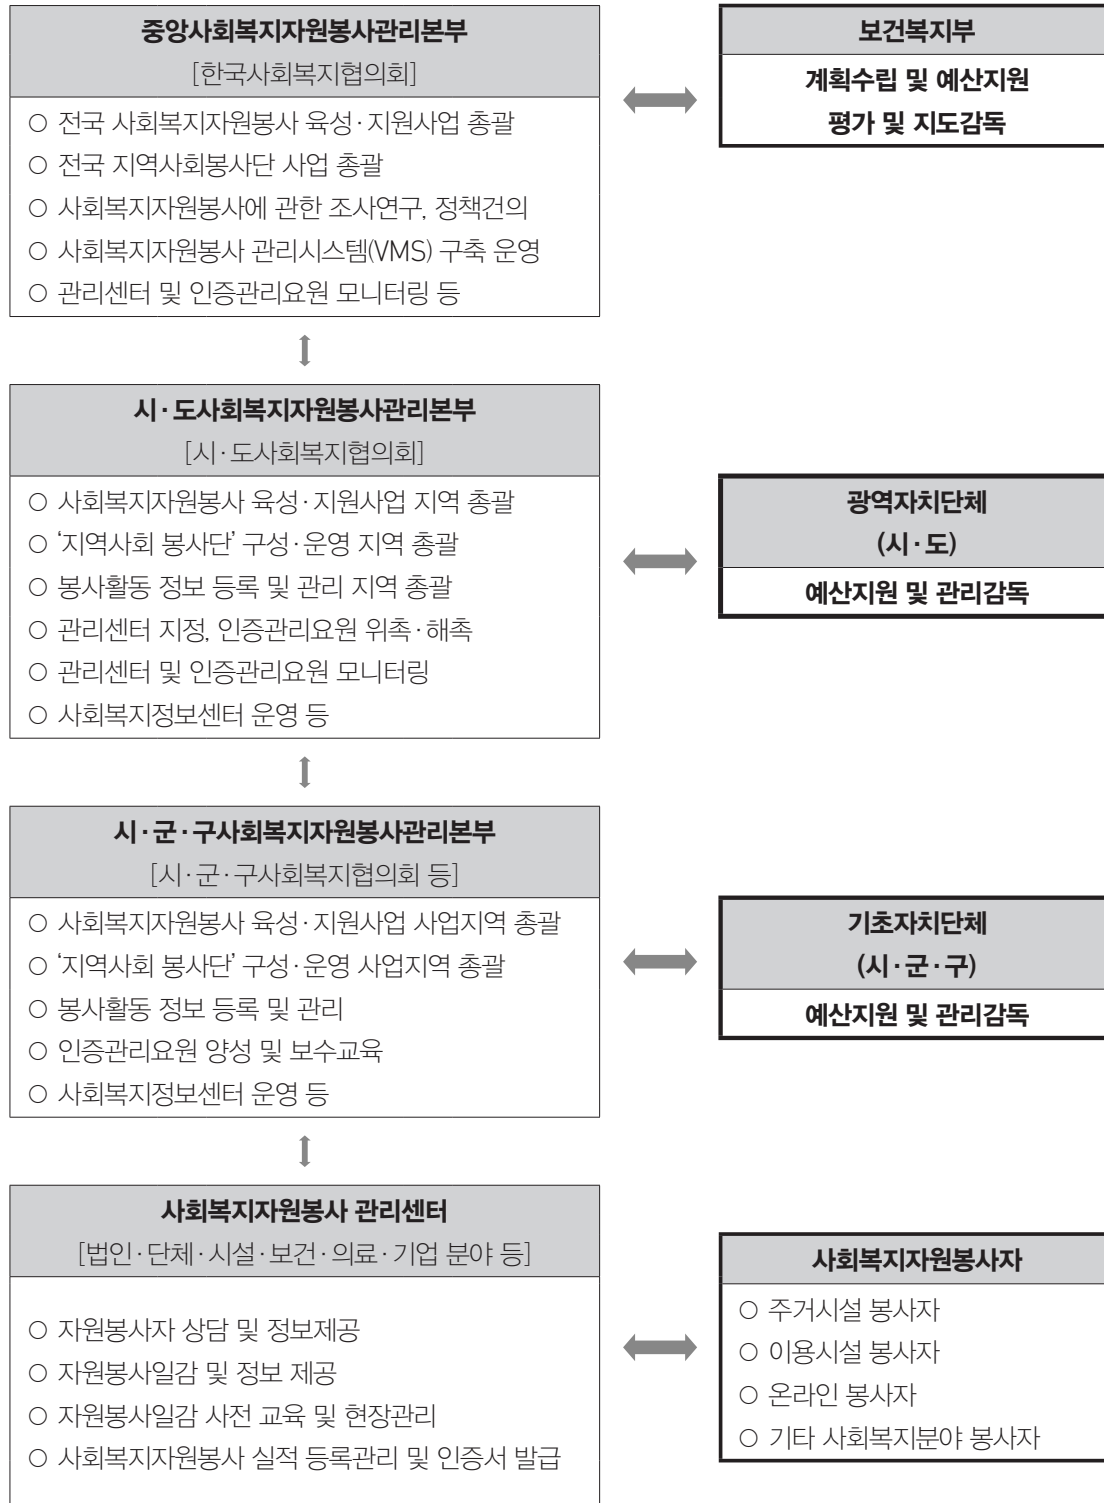 중앙사회복지자원봉사관리본부
[한국사회복지협의회]
○ 전국 사회복지자원봉사 육성·지원사업 총괄
○ 전국 지역사회봉사단 사업 총괄
○ 사회복지자원봉사에 관한 조사연구, 정책건의
○ 사회복지자원봉사 관리시스템(VMS) 구축 운영
○ 관리센터 및 인증관리요원 모니터링 등
보건복지부
계획수립 및 예산지원
평가 및 지도감독
시·도사회복지자원봉사관리본부
[시·도사회복지협의회]
○ 사회복지자원봉사 육성·지원사업 지역 총괄
○ ‘지역사회 봉사단’ 구성·운영 지역 총괄
○ 봉사활동 정보 등록 및 관리 지역 총괄
○ 관리센터 지정, 인증관리요원 위촉·해촉
○ 관리센터 및 인증관리요원 모니터링
○ 사회복지정보센터 운영 등
광역자치단체
(시·도)
예산지원 및 관리감독
시·군·구사회복지자원봉사관리본부
[시·군·구사회복지협의회 등]
○ 사회복지자원봉사 육성·지원사업 사업지역 총괄
○ ‘지역사회 봉사단’ 구성·운영 사업지역 총괄
○ 봉사활동 정보 등록 및 관리
○ 인증관리요원 양성 및 보수교육
○ 사회복지정보센터 운영 등
기초자치단체
(시·군·구)
예산지원 및 관리감독
사회복지자원봉사 관리센터
[법인·단체·시설·보건·의료·기업 분야 등]
○ 자원봉사자 상담 및 정보제공
○ 자원봉사일감 및 정보 제공
○ 자원봉사일감 사전 교육 및 현장관리
○ 사회복지자원봉사 실적 등록관리 및 인증서 발급
사회복지자원봉사자
○ 주거시설 봉사자
○ 이용시설 봉사자
○ 온라인 봉사자
○ 기타 사회복지분야 봉사자